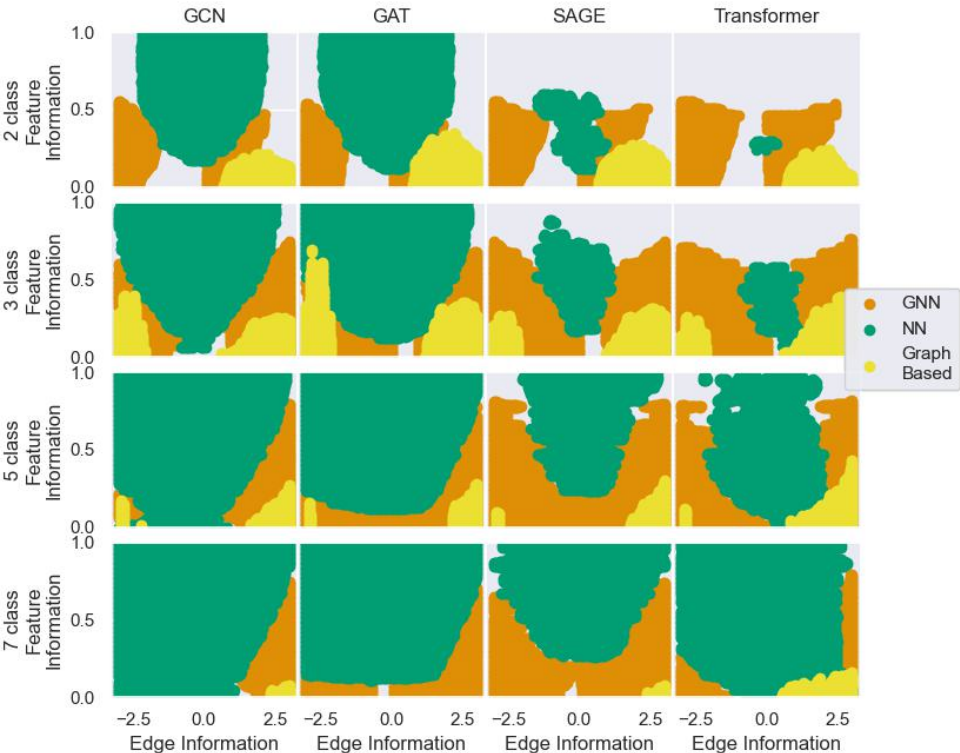 GCN GAT SAGE Transformer
2 class
Feature
Information
1.0
0.5
0.0
3 class
Feature
Information
1.0
0.5
0.0
5 class
Feature
Information
1.0
0.5
0.0
7 class
Feature
Information
1.0
0.5
0.0
GNN
NN
Graph
Based
−2.5 0.0 2.5 −2.5 0.0 2.5 −2.5 0.0 2.5 −2.5 0.0 2.5
Edge Information Edge Information Edge Information Edge Information